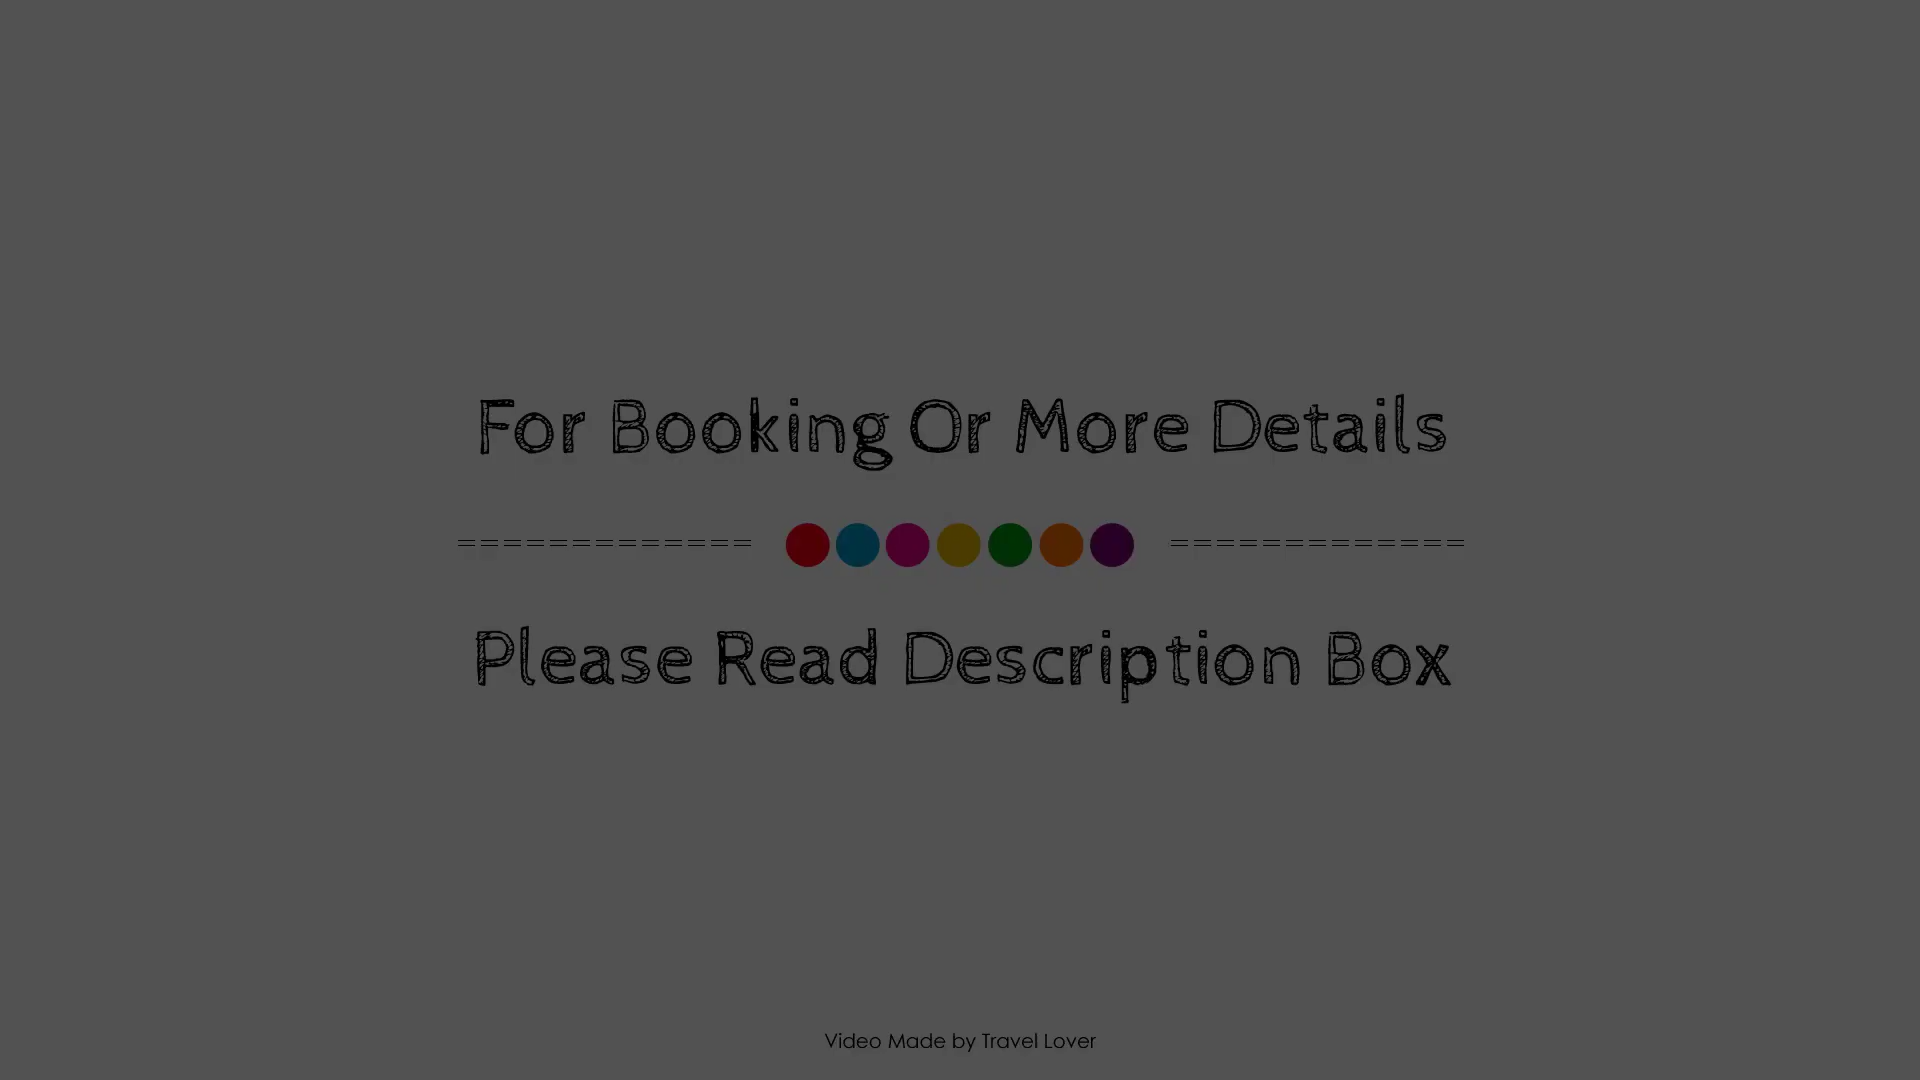 For Booking Or More Details
============= =============
Please Read Description Box
Video Made by Travel Lover